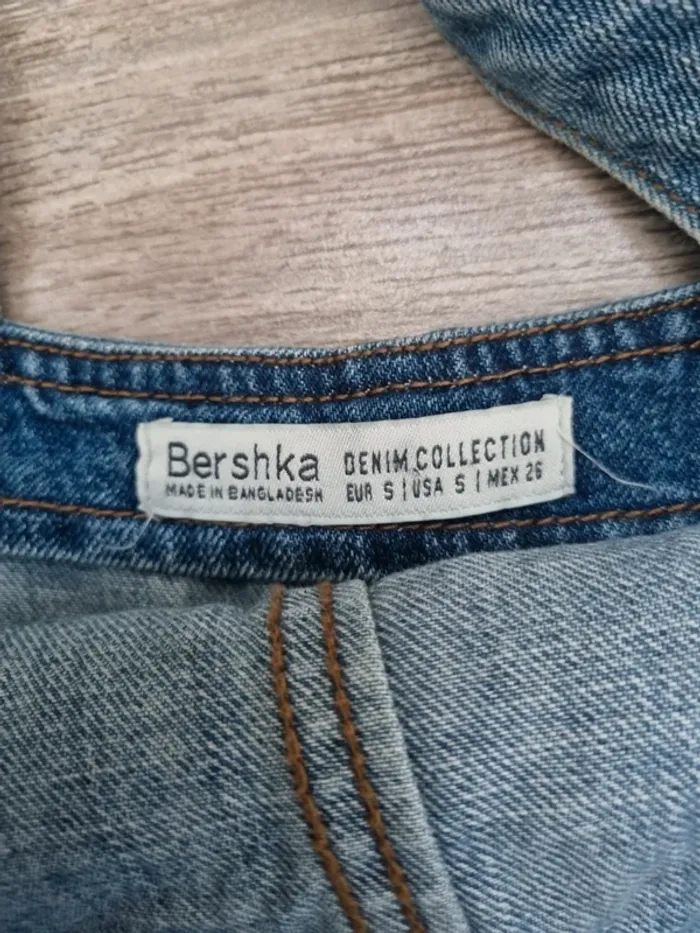 Bershka
MADE IN BANGLADESH
DENIM COLLECTION
EUR S | USA S | MEX 26